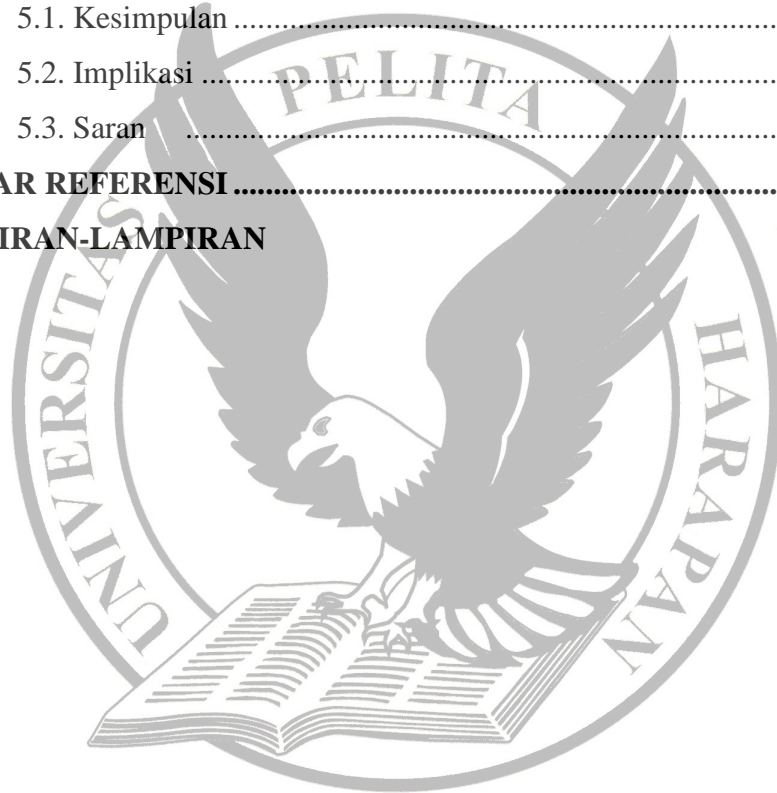 5.1. Kesimpulan ....................................................................
5.2. Implikasi ........................................................................
5.3. Saran ..........................................................................
AR REFERENSI ....................................................................
IRAN-LAMPIRAN
UNIVERSITAS PELITA HARAPAN